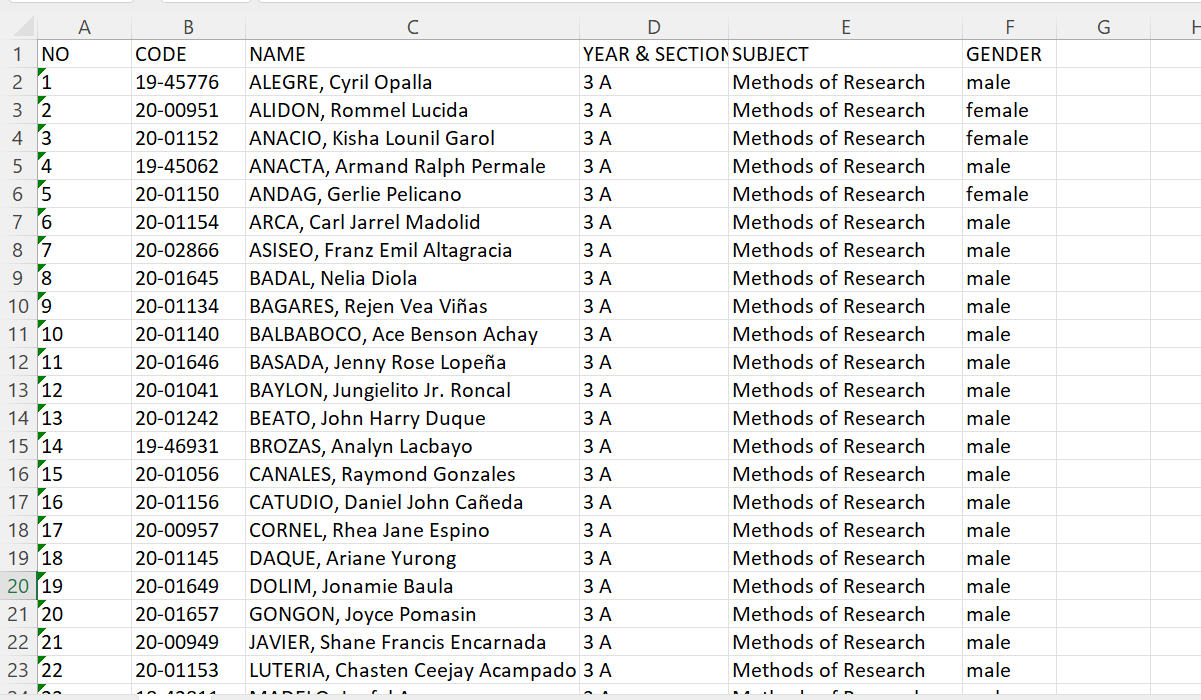 A B C D E F G H
1 NO CODE NAME YEAR & SECTION SUBJECT GENDER
2 1 19-45776 ALEGRE, Cyril Opalla 3 A Methods of Research male
3 2 20-00951 ALIDON, Rommel Lucida 3 A Methods of Research female
4 3 20-01152 ANACIO, Kisha Lounil Garol 3 A Methods of Research female
5 4 19-45062 ANACTA, Armand Ralph Permale 3 A Methods of Research male
6 5 20-01150 ANDAG, Gerlie Pelicano 3 A Methods of Research female
7 6 20-01154 ARCA, Carl Jarrel Madolid 3 A Methods of Research male
8 7 20-02866 ASISEO, Franz Emil Altagracia 3 A Methods of Research male
9 8 20-01645 BADAL, Nelia Diola 3 A Methods of Research male
10 9 20-01134 BAGARES, Rejen Vea Viñas 3 A Methods of Research male
11 10 20-01140 BALBABOCO, Ace Benson Achay 3 A Methods of Research male
12 11 20-01646 BASADA, Jenny Rose Lopeña 3 A Methods of Research male
13 12 20-01041 BAYLON, Jungielito Jr. Roncal 3 A Methods of Research male
14 13 20-01242 BEATO, John Harry Duque 3 A Methods of Research male
15 14 19-46931 BROZAS, Analyn Lacbayo 3 A Methods of Research male
16 15 20-01056 CANALES, Raymond Gonzales 3 A Methods of Research male
17 16 20-01156 CATUDIO, Daniel John Cañeda 3 A Methods of Research male
18 17 20-00957 CORNEL, Rhea Jane Espino 3 A Methods of Research male
19 18 20-01145 DAQUE, Ariane Yurong 3 A Methods of Research male
20 19 20-01649 DOLIM, Jonamie Baula 3 A Methods of Research male
21 20 20-01657 GONGON, Joyce Pomasin 3 A Methods of Research male
22 21 20-00949 JAVIER, Shane Francis Encarnada 3 A Methods of Research male
23 22 20-01153 LUTERIA, Chasten Ceejay Acampado 3 A Methods of Research male